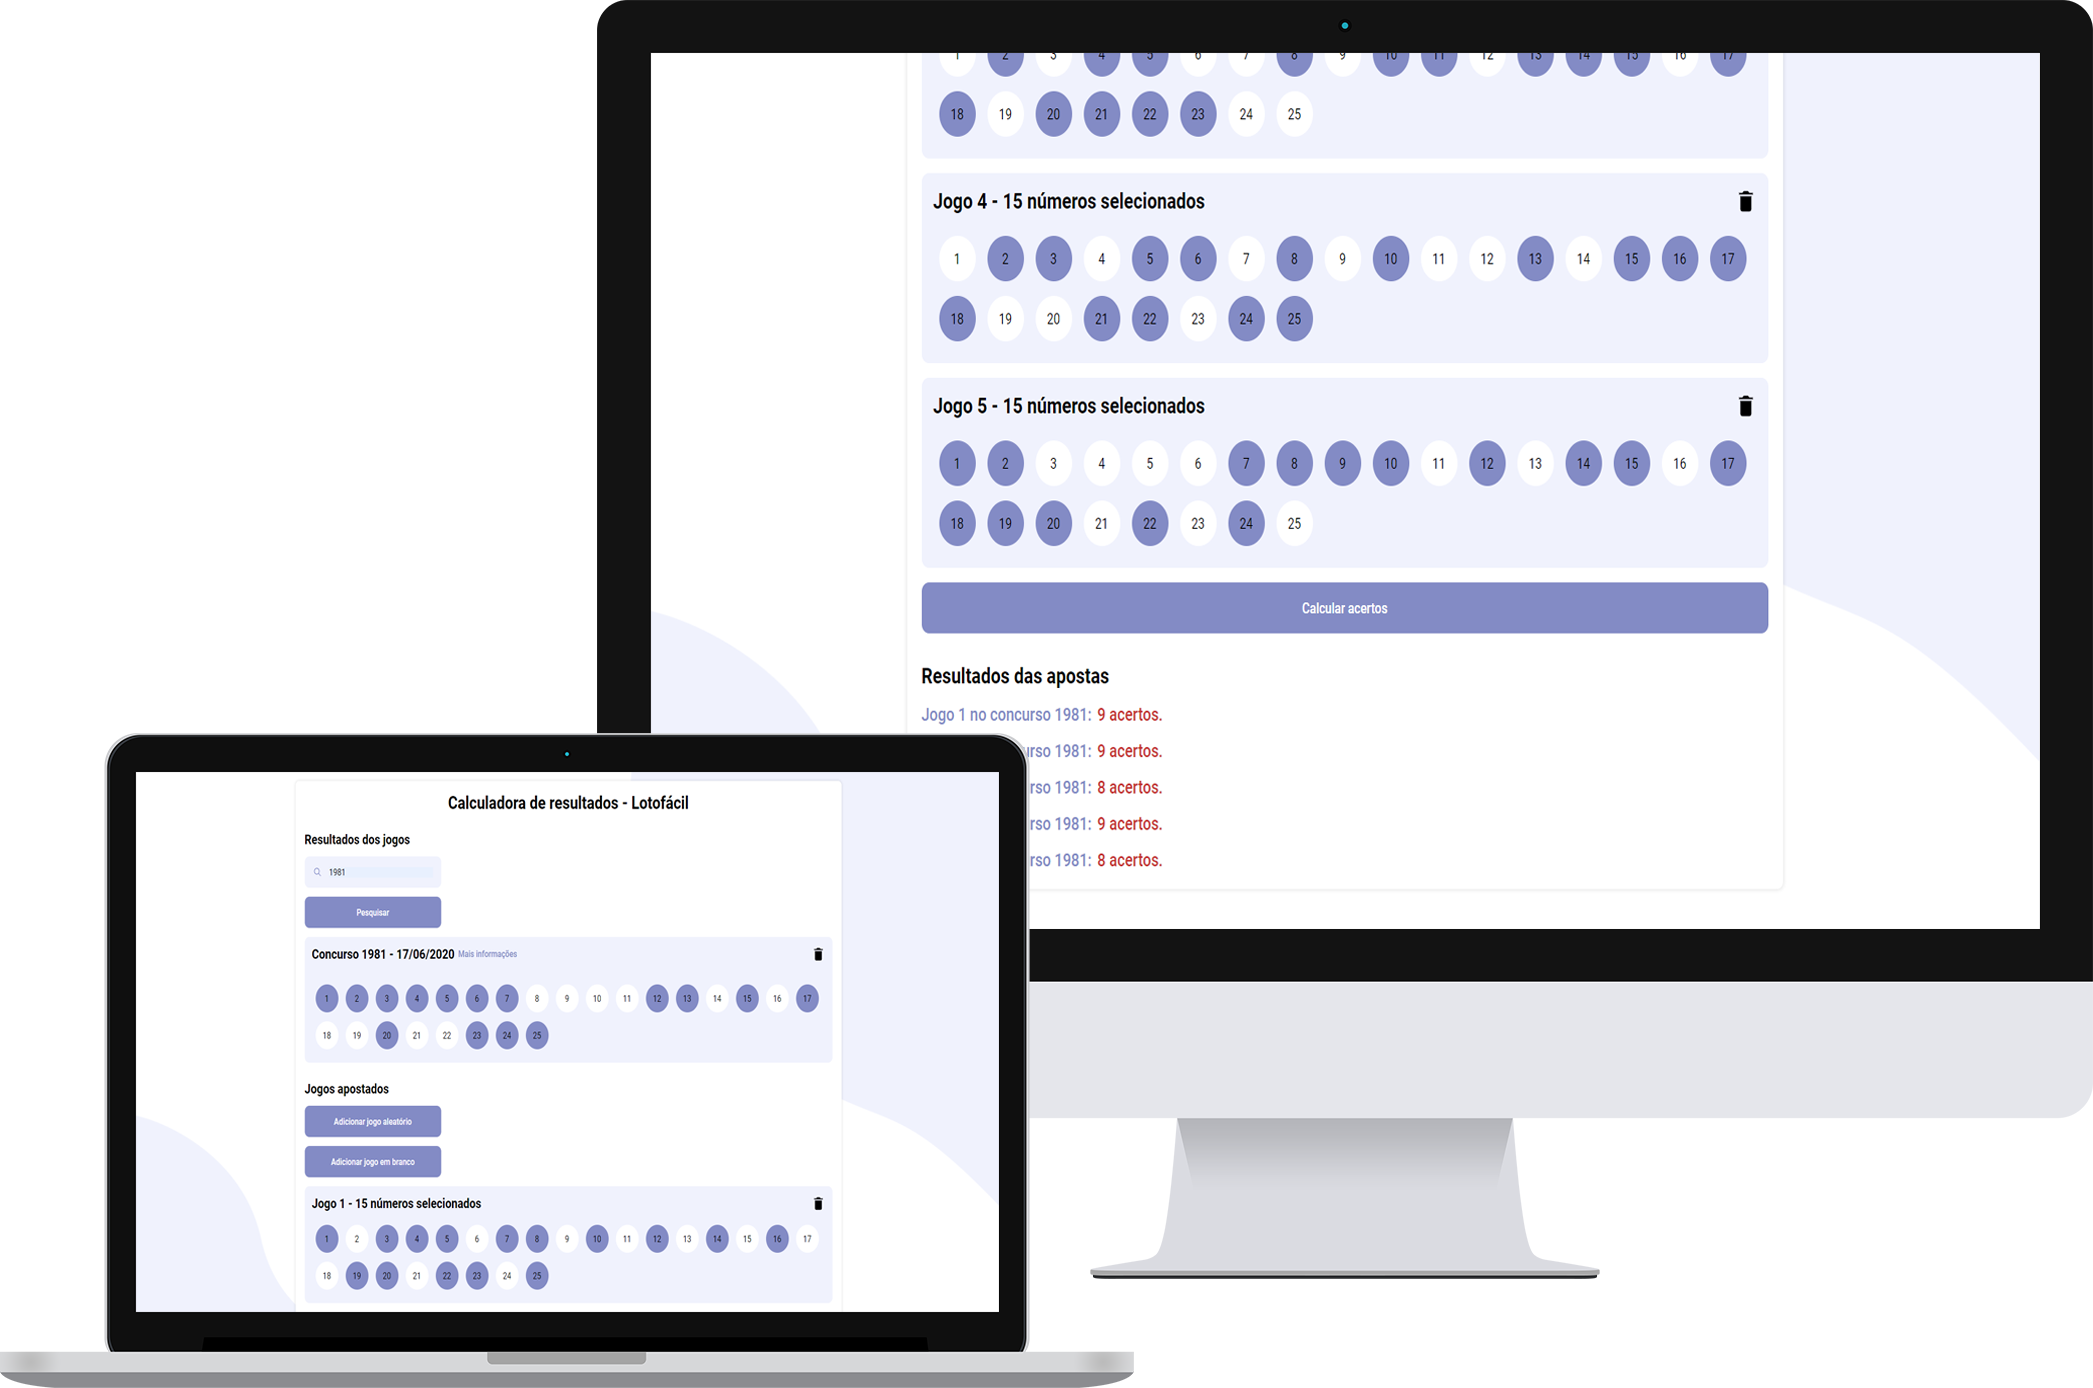 1 2 3 4 5 6 7 8 9 10 11 12 13 14 15 16 17
18 19 20 21 22 23 24 25
Jogo 4 - 15 números selecionados
1 2 3 4 5 6 7 8 9 10 11 12 13 14 15 16 17
18 19 20 21 22 23 24 25
Jogo 5 - 15 números selecionados
1 2 3 4 5 6 7 8 9 10 11 12 13 14 15 16 17
18 19 20 21 22 23 24 25
Calcular acertos
Resultados das apostas
Jogo 1 no concurso 1981: 9 acertos.
1981: 9 acertos.
1981: 8 acertos.
1981: 9 acertos.
1981: 8 acertos.
Calculadora de resultados - Lotofácil
Resultados dos jogos
1981
Pesquisar
Concurso 1981 - 17/06/2020 Mais informações
1 2 3 4 5 6 7 8 9 10 11 12 13 14 15 16 17
18 19 20 21 22 23 24 25
Jogos apostados
Adicionar jogo aleatório
Adicionar jogo em branco
Jogo 1 - 15 números selecionados
1 2 3 4 5 6 7 8 9 10 11 12 13 14 15 16 17
18 19 20 21 22 23 24 25